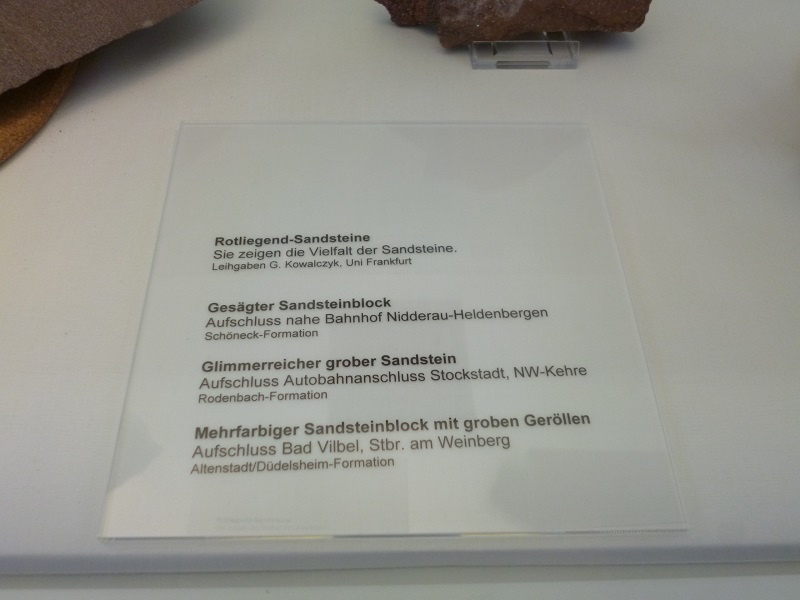 Rotliegend-Sandsteine
Sie zeigen die Vielfalt der Sandsteine.
Leihgaben G. Kowalczyk, Uni Frankfurt
Gesägter Sandsteinblock
Aufschluss nahe Bahnhof Nidderau-Heldenbergen
Schöneck-Formation
Glimmerreicher grober Sandstein
Aufschluss Autobahnanschluss Stockstadt, NW-Kehre
Rodenbach-Formation
Mehrfarbiger Sandsteinblock mit groben Geröllen
Aufschluss Bad Vilbel, Stbr. am Weinberg
Altenstadt/Düdelsheim-Formation